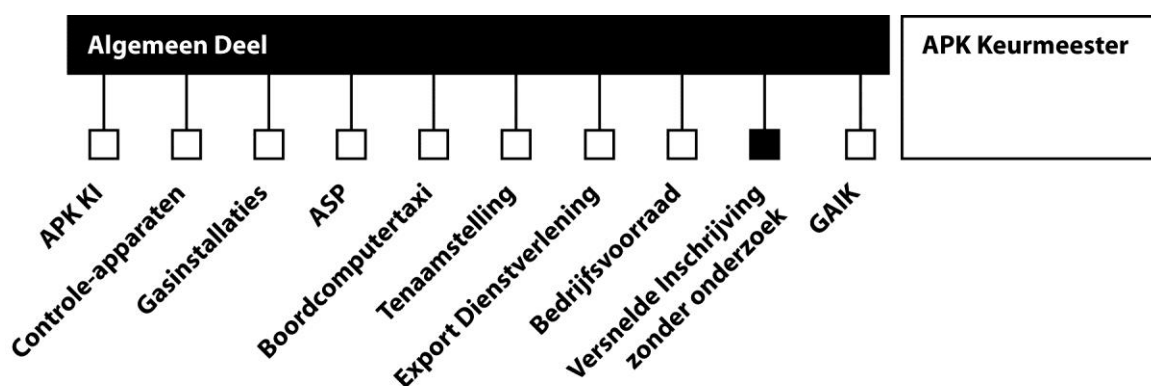 Algemeen Deel
APK Keurmeester
APK KI
Controle-apparaten
Gasinstallaties
ASP
Boordcomputertaxi
Tenaamstelling
Export Dienstverlening
Bedrijfsvoorraad
Versnelde Inschrijving
zonder onderzoek
GAIK